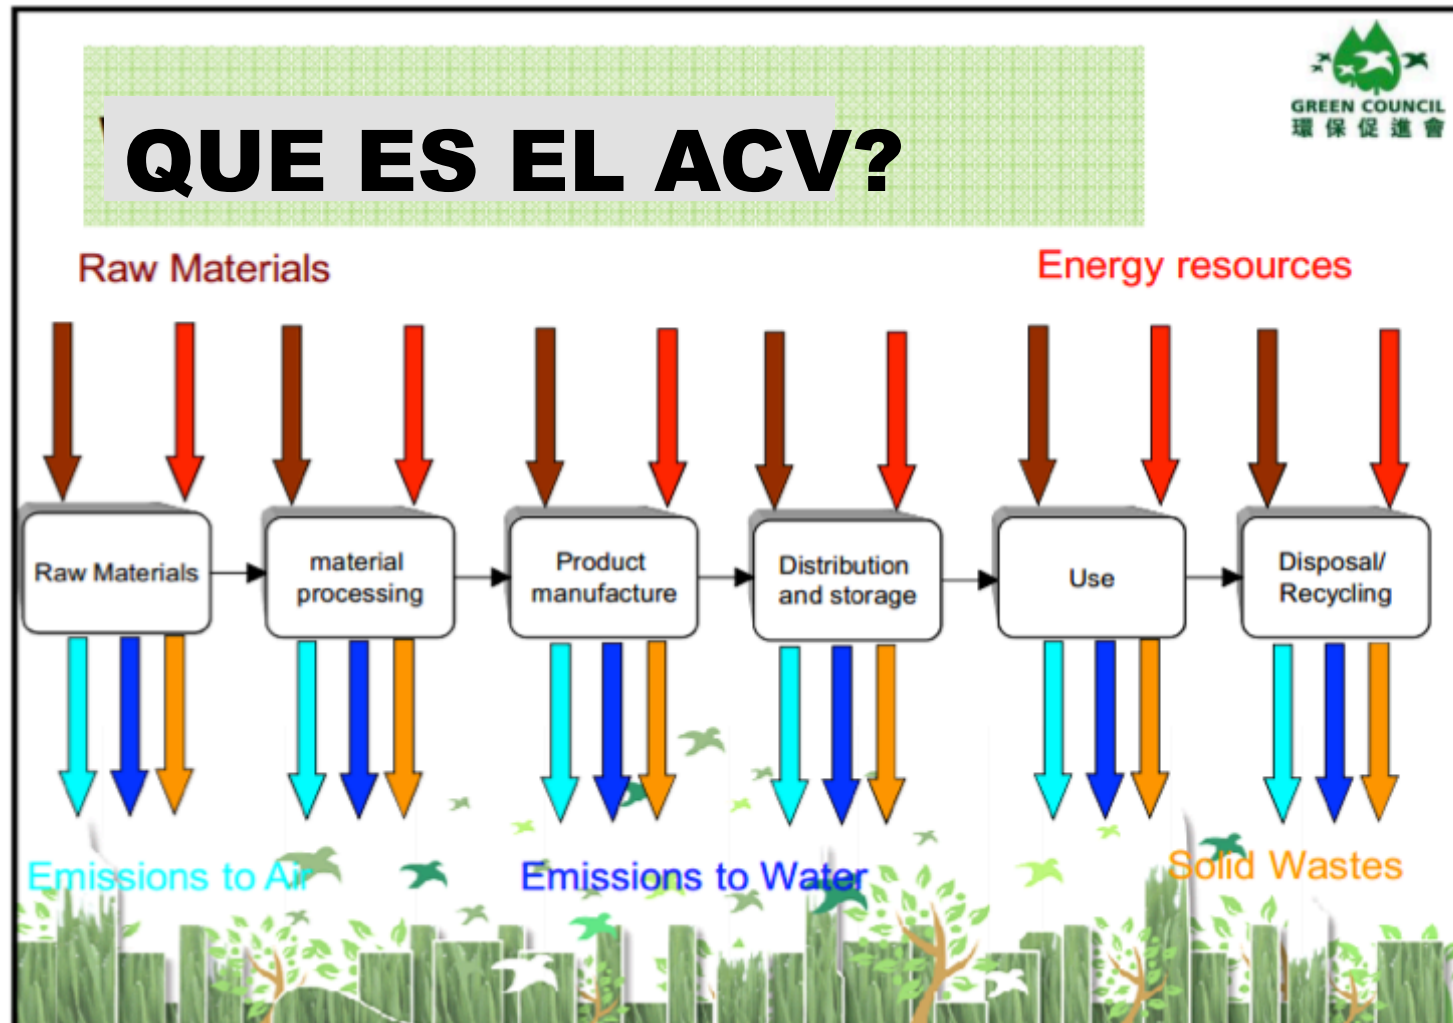 GREEN COUNCIL
環保促進會
QUE ES EL ACV?
Raw Materials
Energy resources
Raw Materials
material
processing
Product
manufacture
Distribution
and storage
Use
Disposal/
Recycling
Emissions to Air
Emissions to Water
Solid Wastes